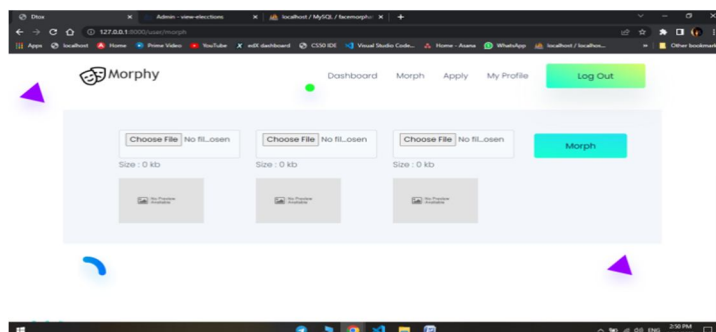 Dtox
Admin - view-elecctions
localhost / MySQL / facemorphin
127.0.0.1:8000/user/morph
Apps localhost Home Prime Video YouTube edX dashboard CS50 IDE Visual Studio Code... Home - Asana WhatsApp localhost / localhos... » Other bookmarks
Morphy Dashboard Morph Apply My Profile Log Out
Choose File No fil...osen Choose File No fil...osen Choose File No fil...osen Morph
Size : 0 kb Size : 0 kb Size : 0 kb
No Preview No Preview No Preview
Available Available Available
ENG 2:50 PM